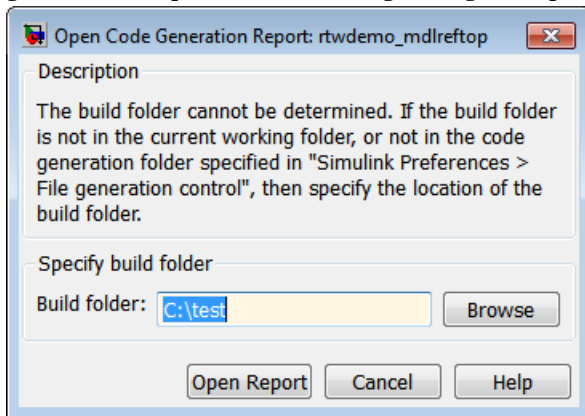 Open Code Generation Report: rtwdemo_mdlreftop
Description
The build folder cannot be determined. If the build folder
is not in the current working folder, or not in the code
generation folder specified in "Simulink Preferences >
File generation control", then specify the location of the
build folder.
Specify build folder
Build folder: C:\test Browse
Open Report Cancel Help